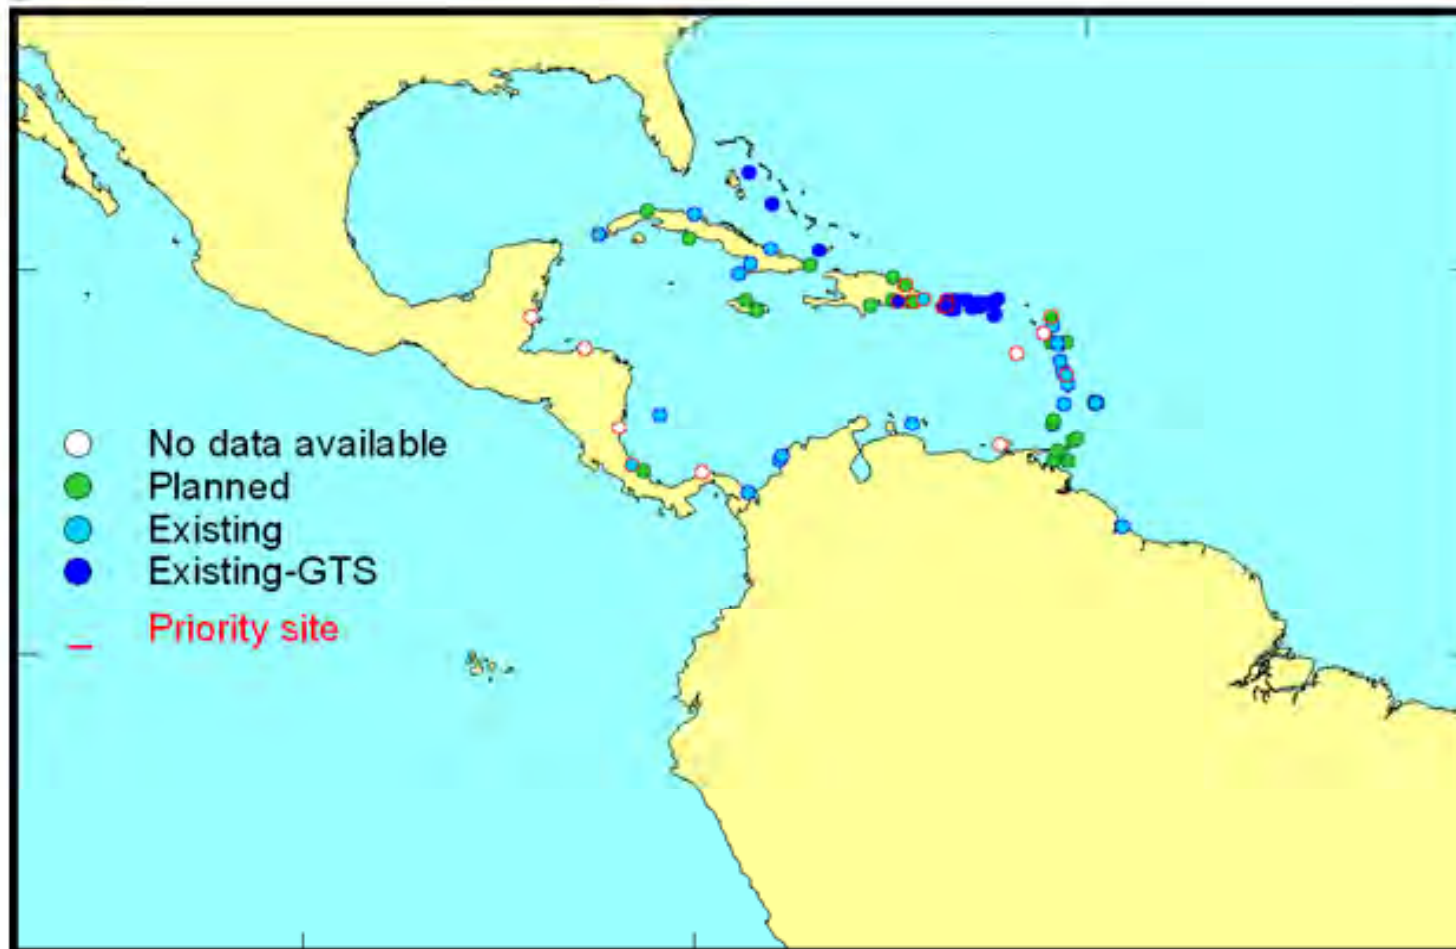 No data available
Planned
Existing
Existing-GTS
Priority site